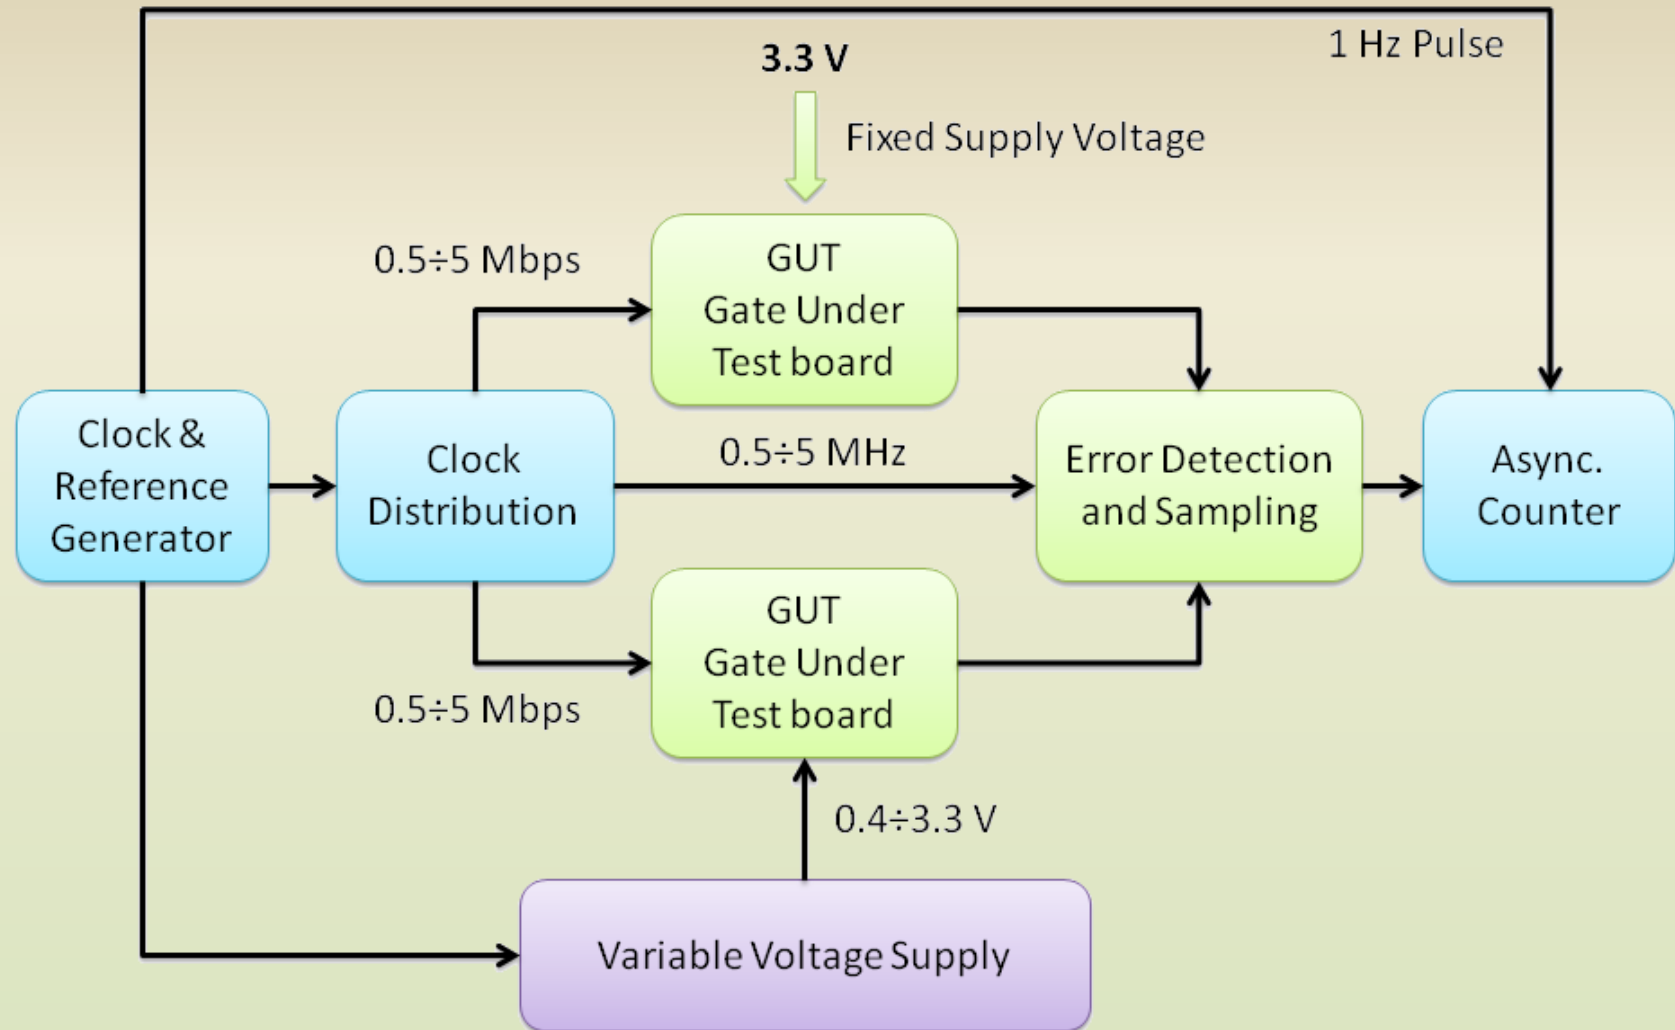 1 Hz Pulse
3.3 V
Fixed Supply Voltage
0.5÷5 Mbps
GUT
Gate Under
Test board
Clock &
Reference
Generator
Clock
Distribution
0.5÷5 MHz
Error Detection
and Sampling
Async.
Counter
GUT
Gate Under
Test board
0.5÷5 Mbps
0.4÷3.3 V
Variable Voltage Supply